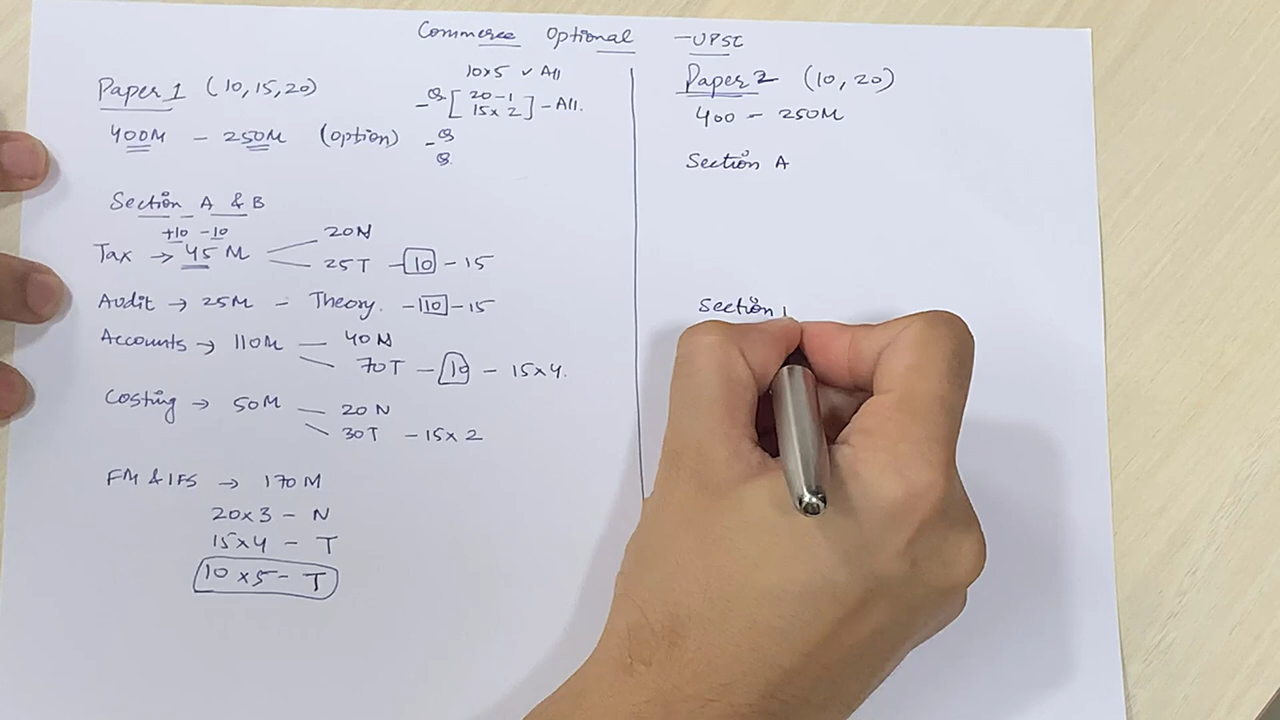 Commerce Optional - UPSC
Paper 1 (10, 15, 20)
10x5 ✓ All
-Q [ 20-1
15x2 ] - All.
400M - 250M (option)
-Q
Q.
Section A & B
+10 -10
Tax → 45 M
20N
25T - 10 - 15
Audit → 25M - Theory. - 10 - 15
Accounts → 110M
40N
70T - 10 - 15x4.
Costing → 50M
20N
30T - 15x2
FM & IFS → 170M
20x3 - N
15x4 - T
10x5 - T
Paper 2 (10, 20)
400 - 250M
Section A
Section